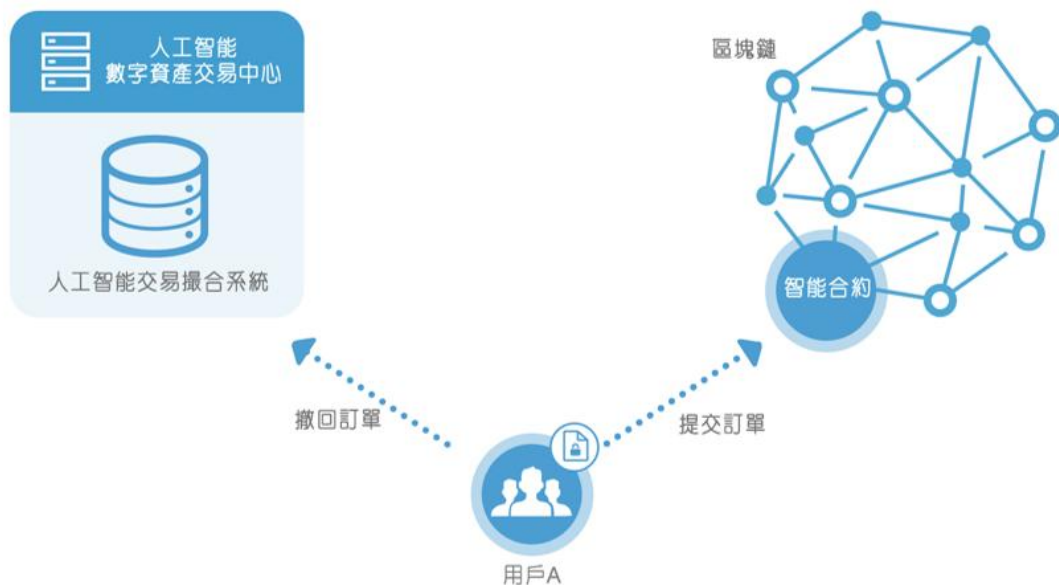 人工智能
數字資產交易中心
人工智能交易撮合系統
區塊鏈
智能合約
撤回訂單
提交訂單
用戶A